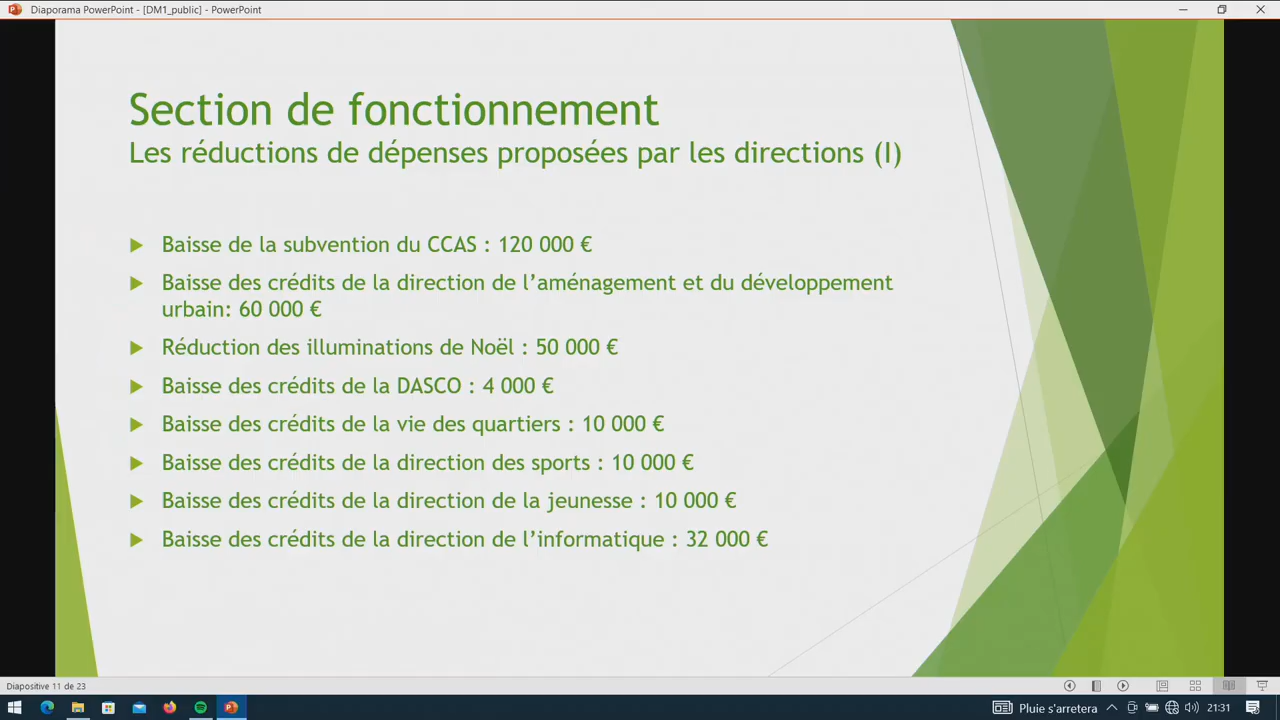 Diaporama PowerPoint - [DM1_public] - PowerPoint
Section de fonctionnement
Les réductions de dépenses proposées par les directions (I)
Baisse de la subvention du CCAS : 120 000 €
Baisse des crédits de la direction de l’aménagement et du développement
urbain: 60 000 €
Réduction des illuminations de Noël : 50 000 €
Baisse des crédits de la DASCO : 4 000 €
Baisse des crédits de la vie des quartiers : 10 000 €
Baisse des crédits de la direction des sports : 10 000 €
Baisse des crédits de la direction de la jeunesse : 10 000 €
Baisse des crédits de la direction de l’informatique : 32 000 €
Diapositive 11 de 23
Pluie s'arretera
21:31